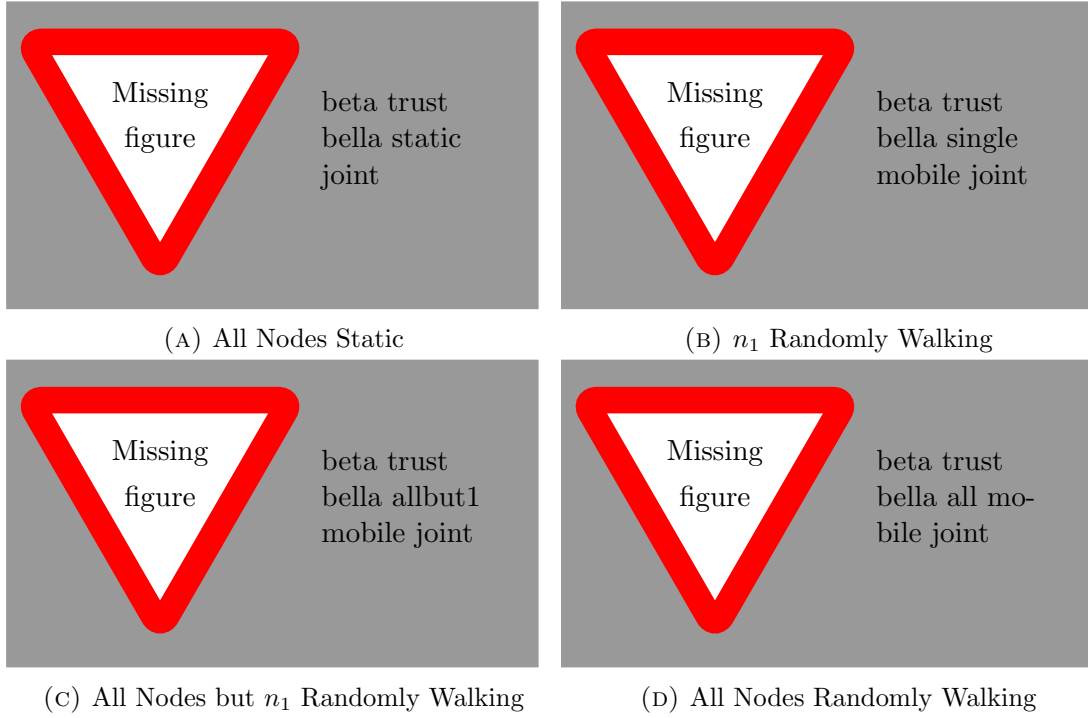 Missing
figure
beta trust
bella static
joint
(A) All Nodes Static
Missing
figure
beta trust
bella single
mobile joint
(B) n₁ Randomly Walking
Missing
figure
beta trust
bella allbut1
mobile joint
(C) All Nodes but n₁ Randomly Walking
Missing
figure
beta trust
bella all mo-
bile joint
(D) All Nodes Randomly Walking